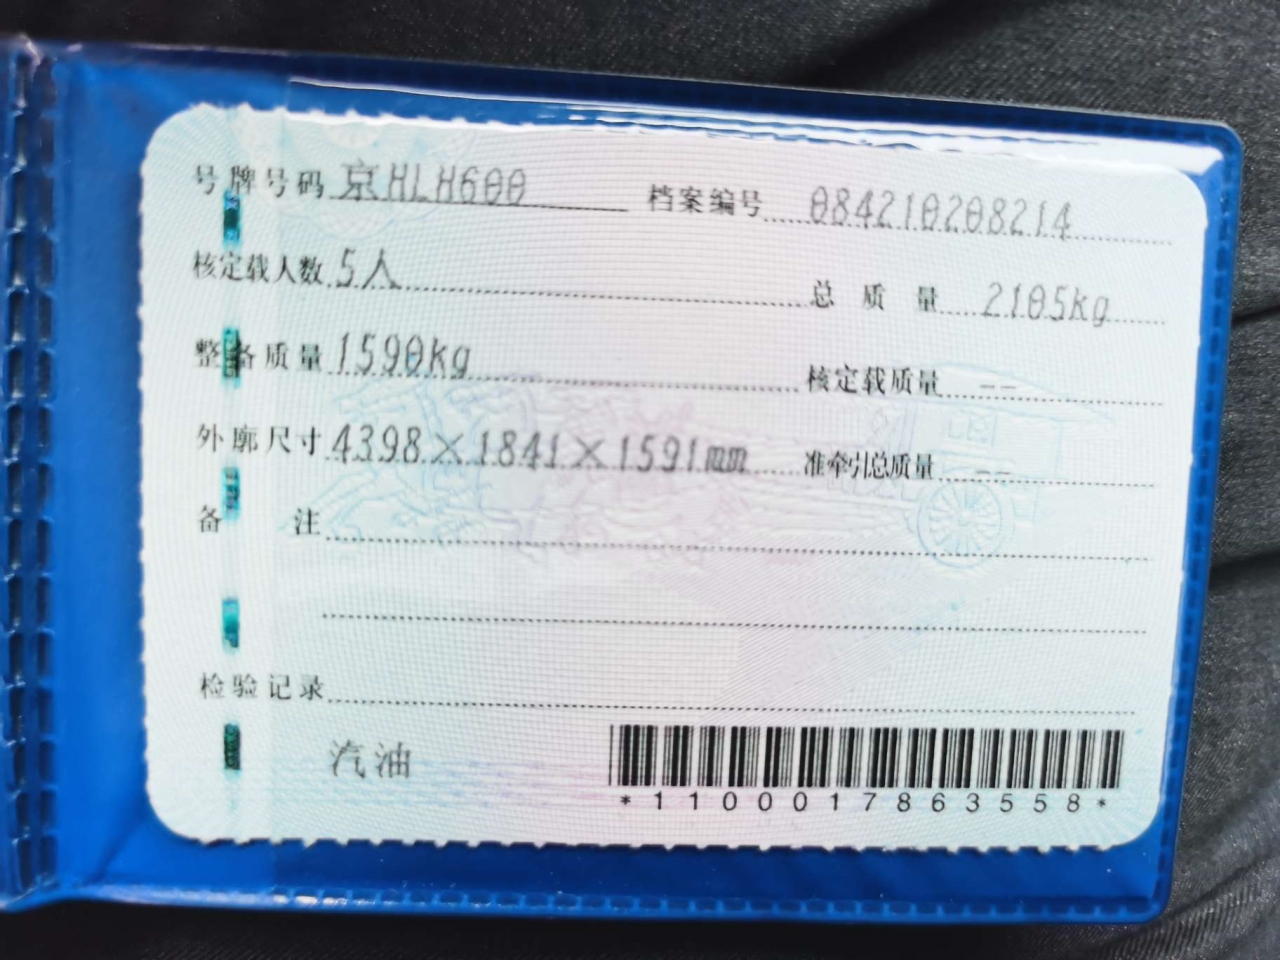 号牌号码 京HLH600 档案编号 084210208214
核定载人数 5人 总质量 2105kg
整备质量 1590kg 核定载质量 --
外廓尺寸 4398×1841×1591mm 准牵引总质量 --
备注
检验记录
汽油
*1100017863558*